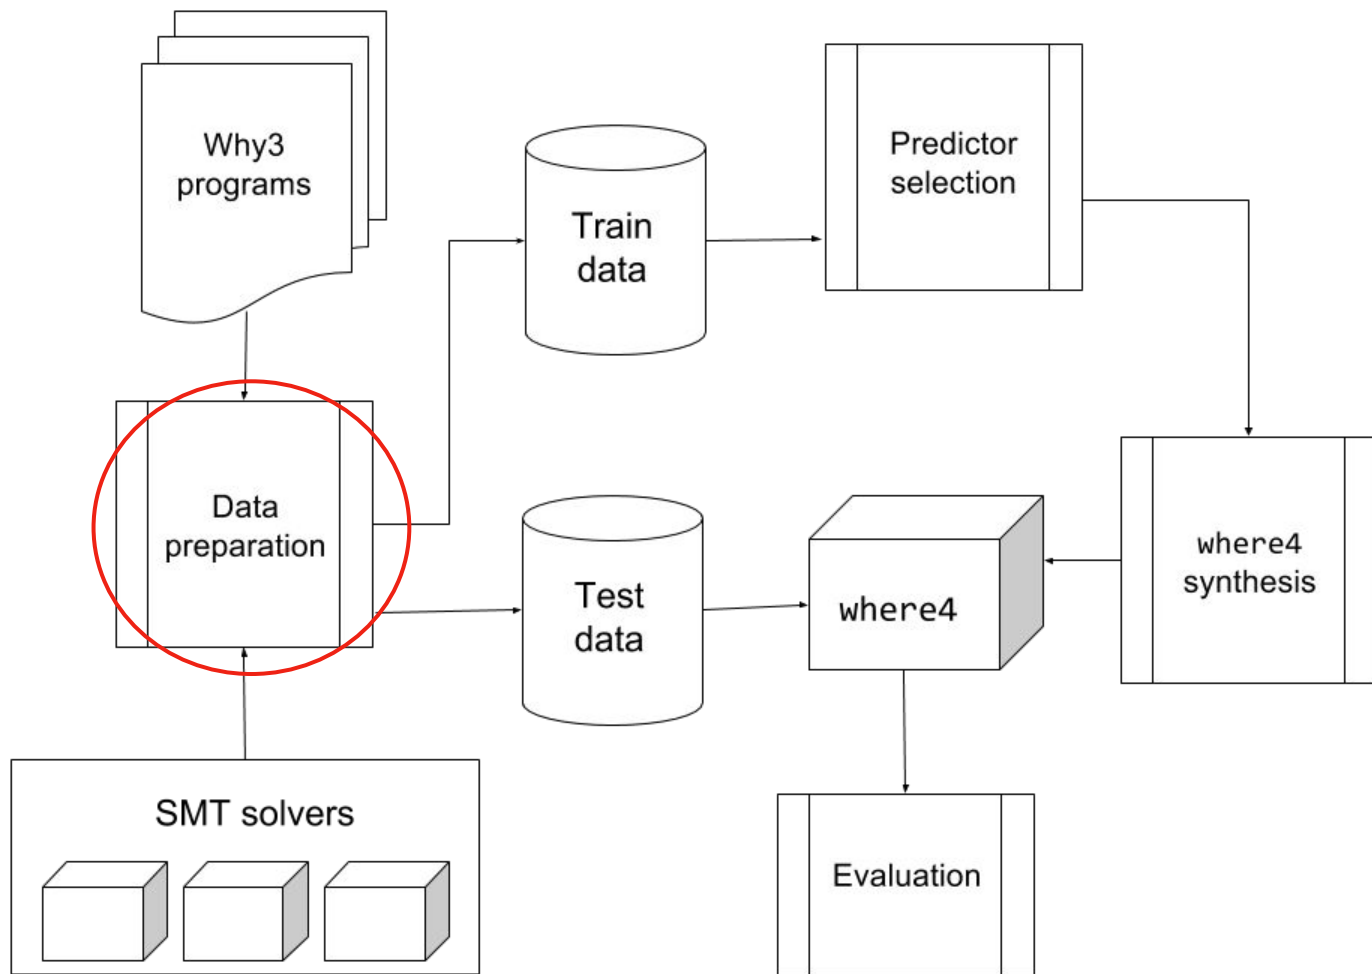 Why3
programs
Predictor
selection
Train
data
Data
preparation
Test
data
where4
where4
synthesis
SMT solvers
Evaluation